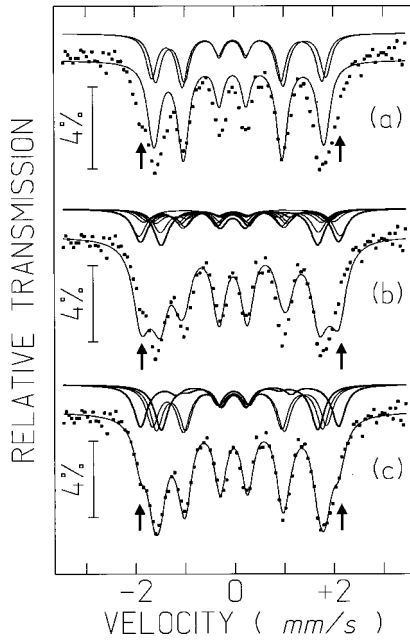 (a)
4%
(b)
4%
(c)
4%
RELATIVE TRANSMISSION
-2 0 +2
VELOCITY ( mm/s )